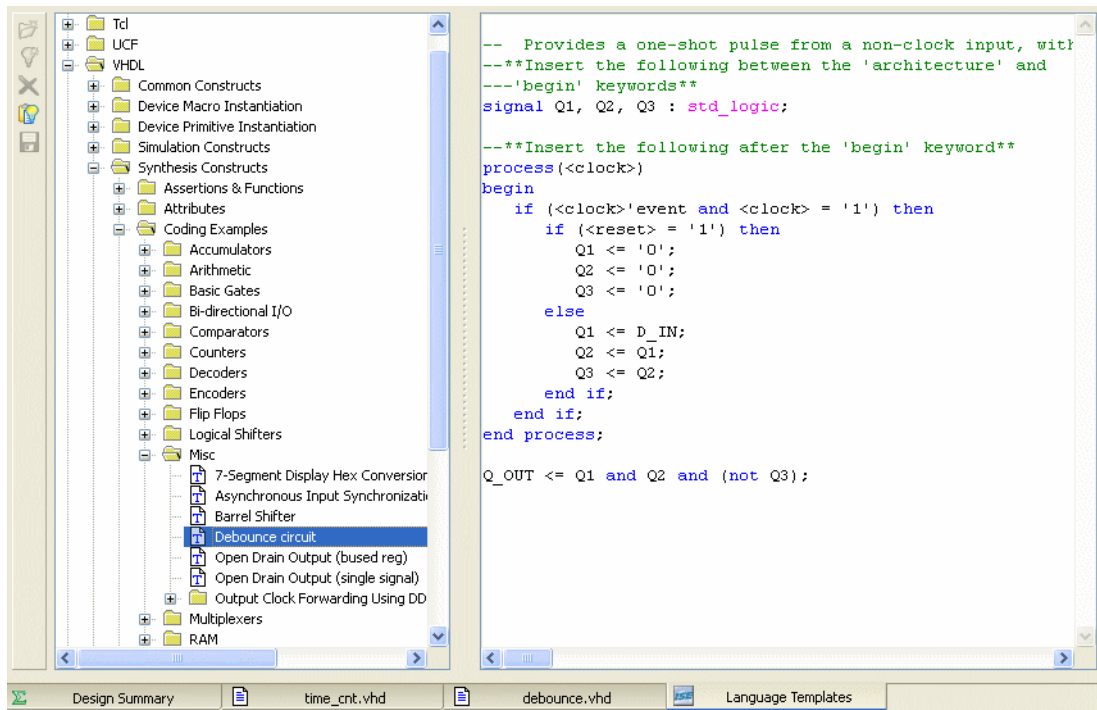 Tcl
UCF
VHDL
Common Constructs
Device Macro Instantiation
Device Primitive Instantiation
Simulation Constructs
Synthesis Constructs
Assertions & Functions
Attributes
Coding Examples
Accumulators
Arithmetic
Basic Gates
Bi-directional I/O
Comparators
Counters
Decoders
Encoders
Flip Flops
Logical Shifters
Misc
7-Segment Display Hex Conversion
Asynchronous Input Synchronizati
Barrel Shifter
Debounce circuit
Open Drain Output (bused reg)
Open Drain Output (single signal)
Output Clock Forwarding Using DD
Multiplexers
RAM
--  Provides a one-shot pulse from a non-clock input, with
--**Insert the following between the 'architecture' and
---'begin' keywords**
signal Q1, Q2, Q3 : std_logic;
--**Insert the following after the 'begin' keyword**
process(<clock>)
begin
if (<clock>'event and <clock> = '1') then
if (<reset> = '1') then
Q1 <= '0';
Q2 <= '0';
Q3 <= '0';
else
Q1 <= D_IN;
Q2 <= Q1;
Q3 <= Q2;
end if;
end if;
end process;
Q_OUT <= Q1 and Q2 and (not Q3);
Σ Design Summary
time_cnt.vhd
debounce.vhd
ISE Language Templates